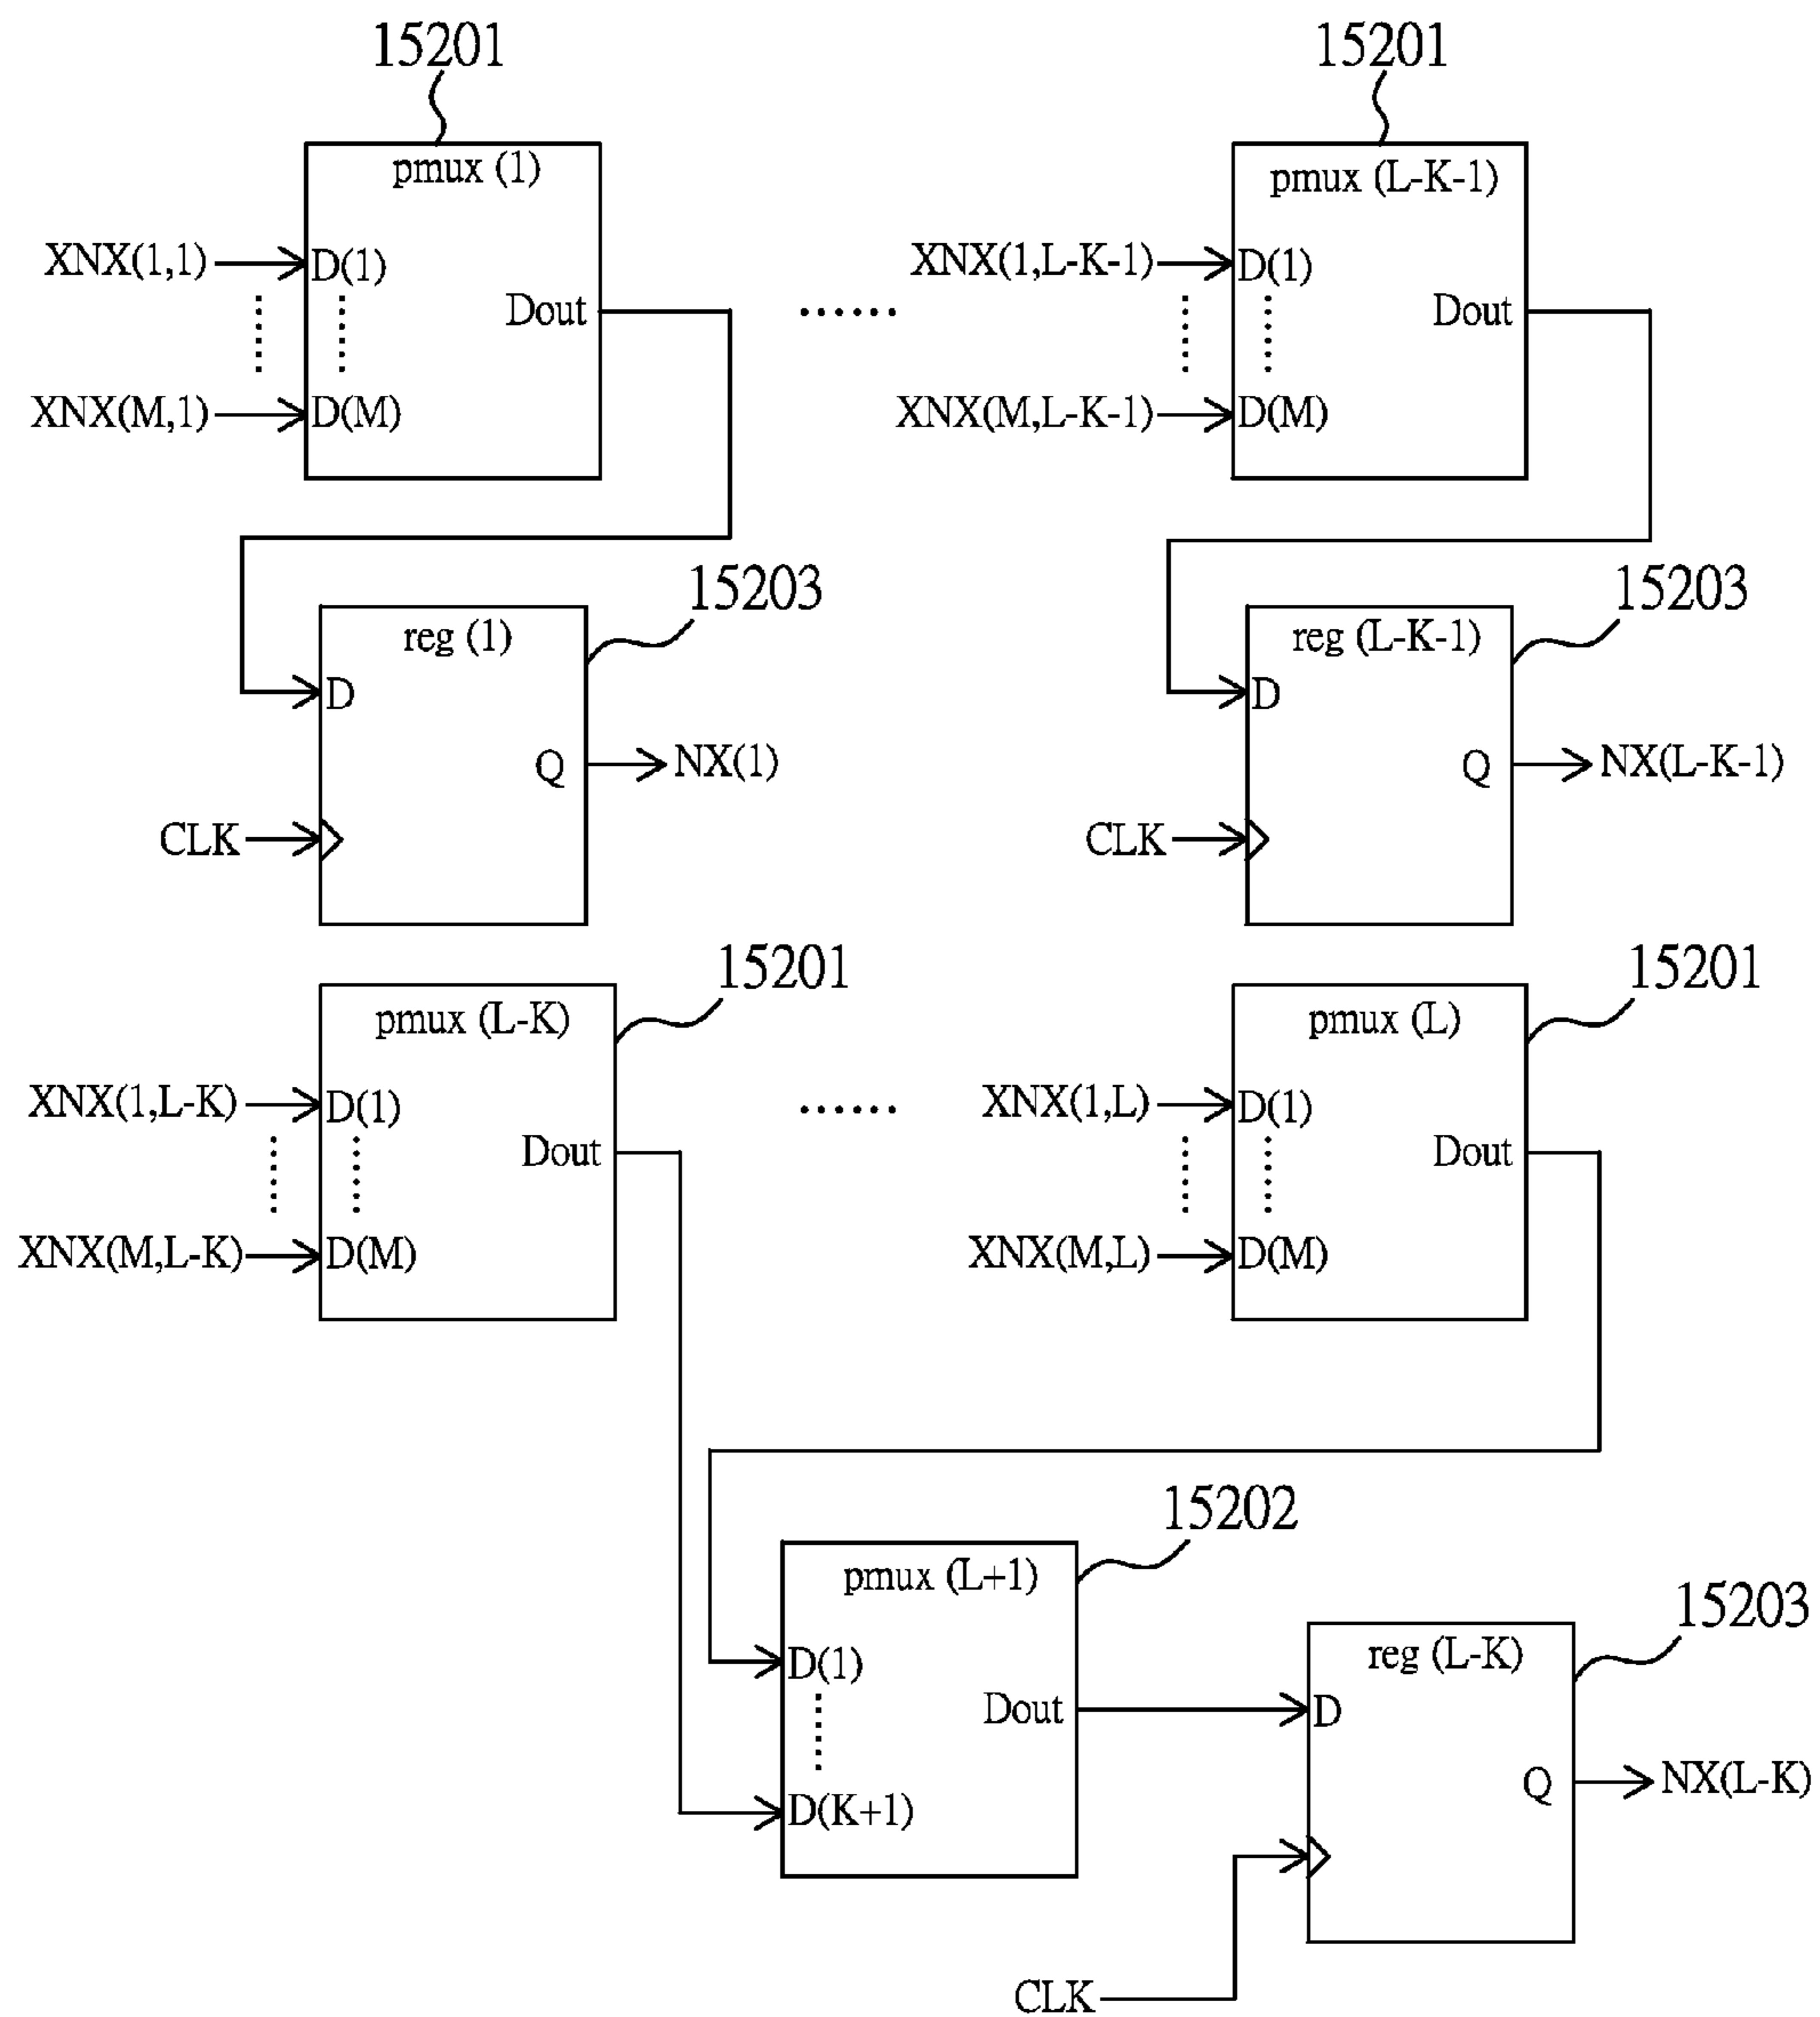 15201
15201
pmux (1)
pmux (L-K-1)
XNX(1,1)
D(1)
XNX(1,L-K-1)
D(1)
Dout
......
Dout
XNX(M,1)
D(M)
XNX(M,L-K-1)
D(M)
15203
15203
reg (1)
reg (L-K-1)
D
D
Q
NX(1)
Q
NX(L-K-1)
CLK
CLK
15201
15201
pmux (L-K)
pmux (L)
XNX(1,L-K)
D(1)
......
XNX(1,L)
D(1)
Dout
Dout
XNX(M,L-K)
D(M)
XNX(M,L)
D(M)
15202
pmux (L+1)
15203
reg (L-K)
D(1)
Dout
D
D(K+1)
Q
NX(L-K)
CLK